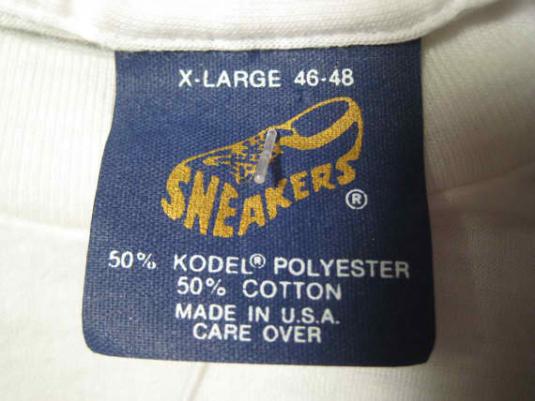 X-LARGE 46-48
SNEAKERS ®
50% KODEL® POLYESTER
50% COTTON
MADE IN U.S.A.
CARE OVER